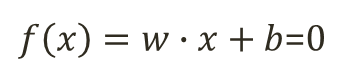 f(x) = w · x + b=0